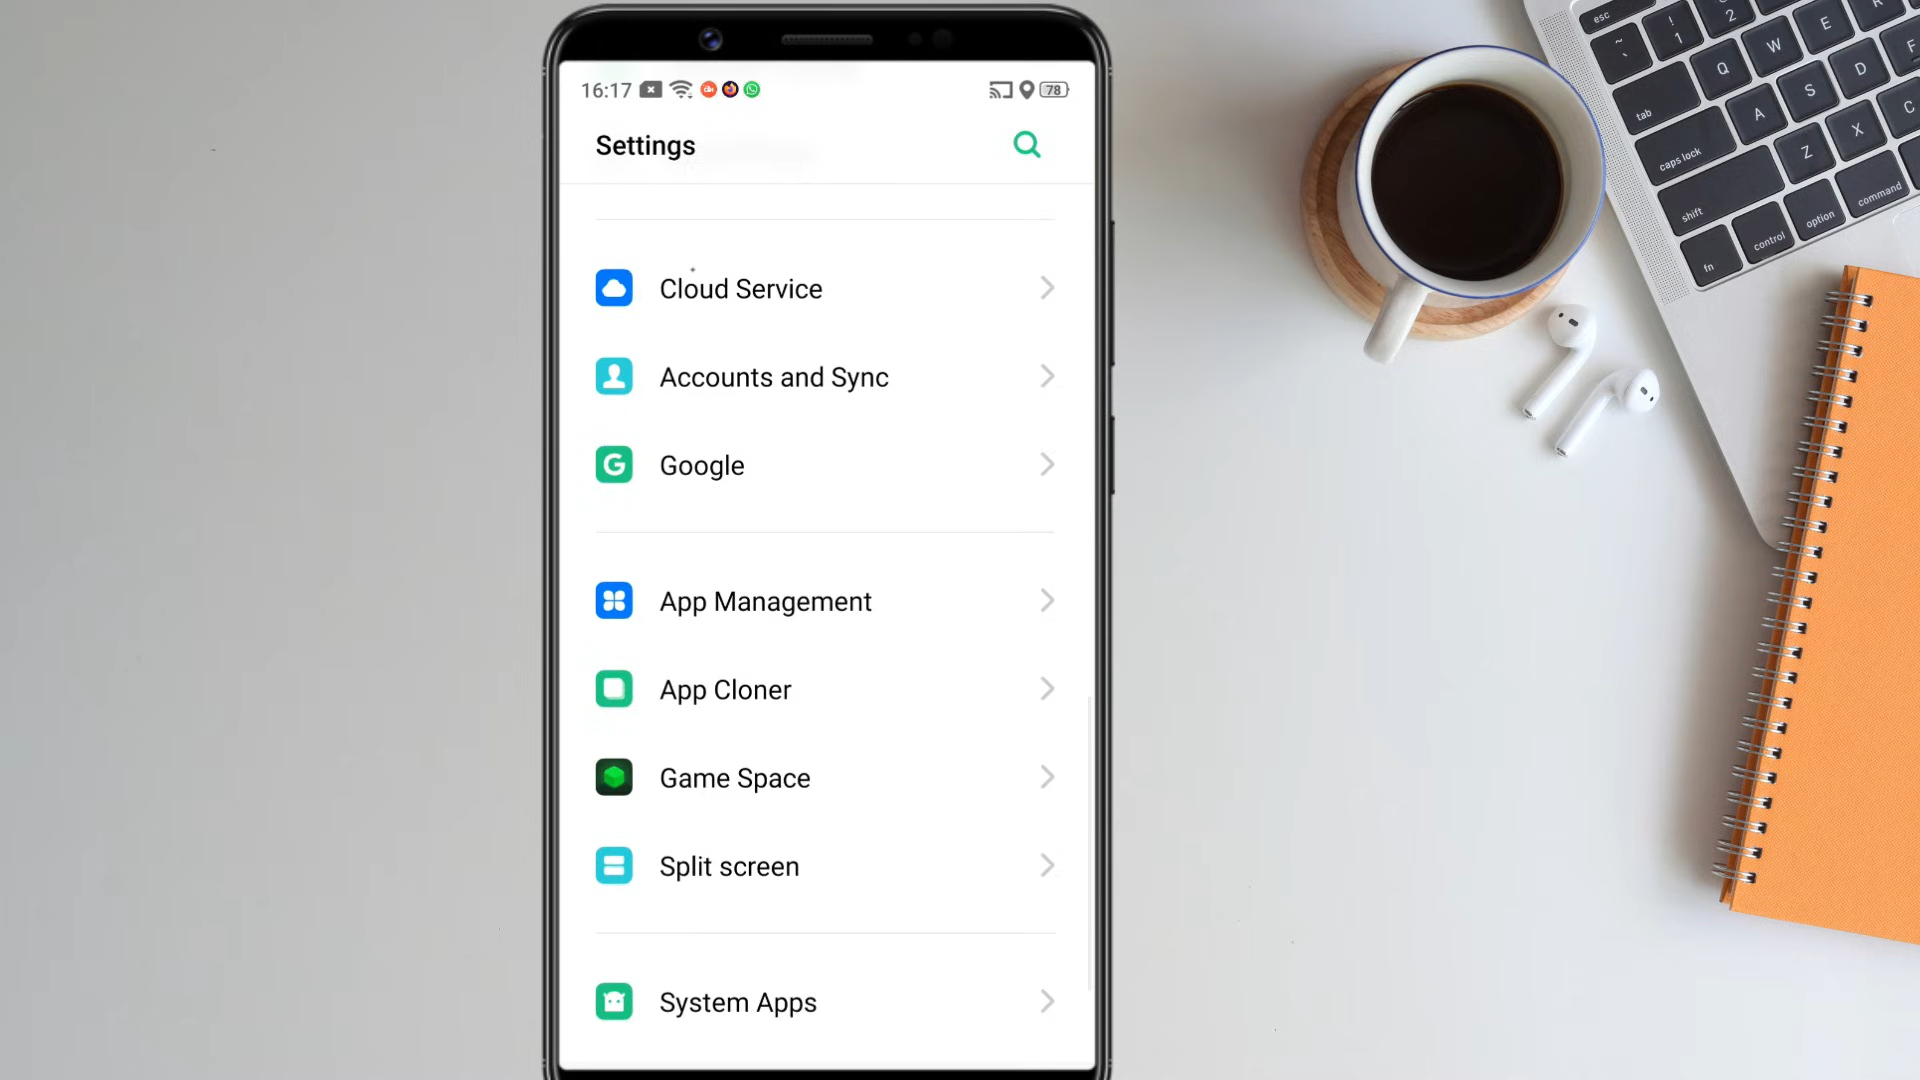 16:17
78
Settings
Cloud Service
Accounts and Sync
Google
App Management
App Cloner
Game Space
Split screen
System Apps
esc
! 1
2
Q
W
E
R
tab
A
S
D
F
caps lock
Z
X
C
shift
fn
control
option
command